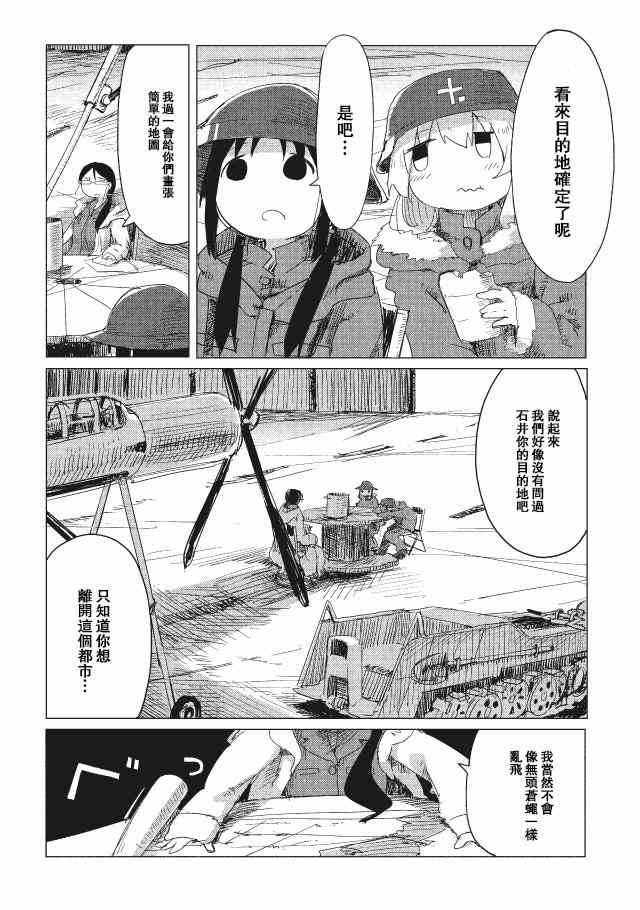 看來目的地確定了呢
是吧…
我過一會給你們畫張
簡單的地圖
說起來
我們好像沒有問過
石井你的目的地吧
只知道你想
離開這個都市…
我當然不會
像無頭蒼蠅一樣
亂飛
ぐっ